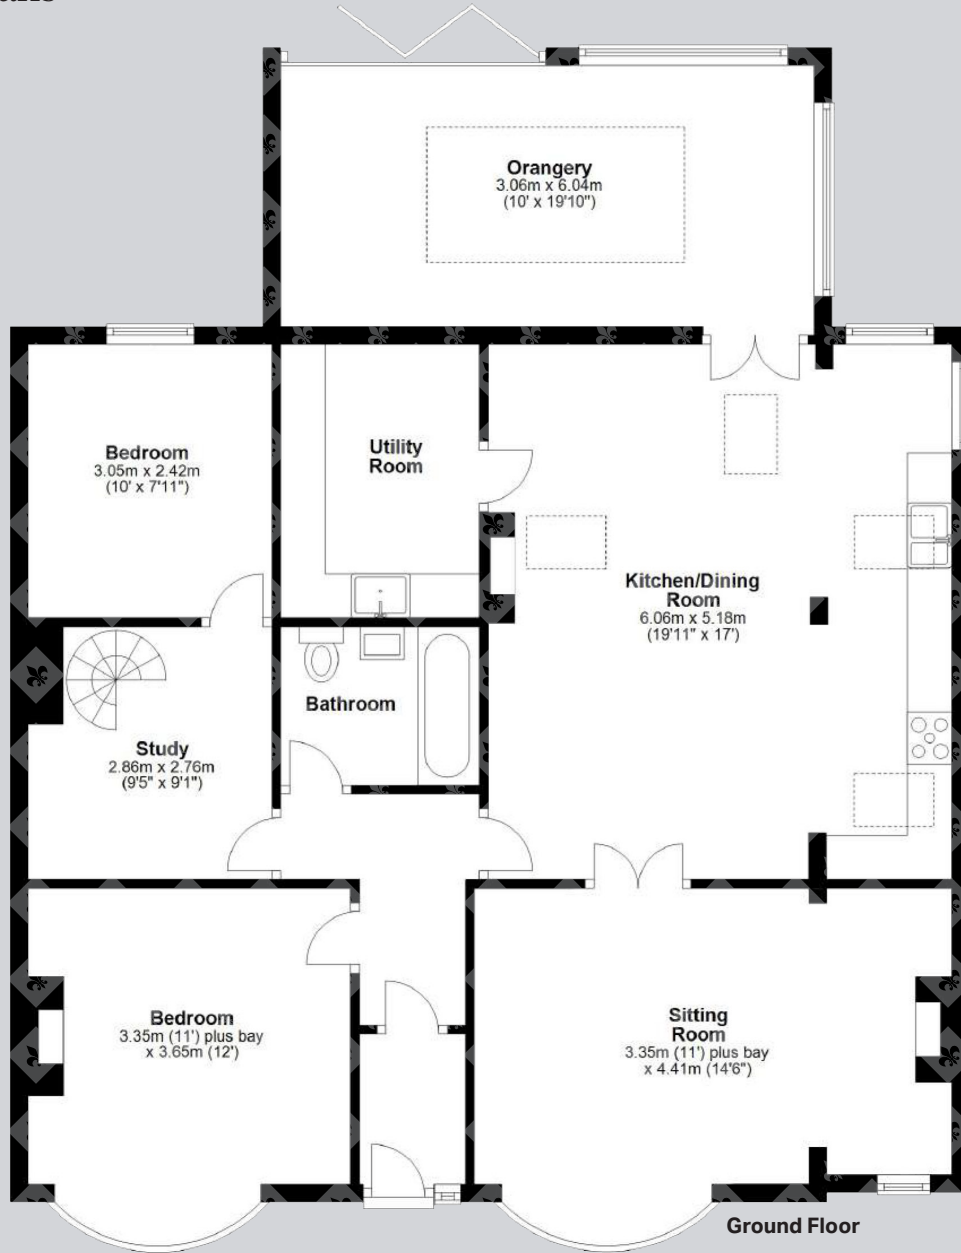 Orangery
3.06m x 6.04m
(10' x 19'10")
Bedroom
3.05m x 2.42m
(10' x 7'11")
Utility
Room
Kitchen/Dining
Room
6.06m x 5.18m
(19'11" x 17')
Bathroom
Study
2.86m x 2.76m
(9'5" x 9'1")
Bedroom
3.35m (11') plus bay
x 3.65m (12')
Sitting
Room
3.35m (11') plus bay
x 4.41m (14'6")
Ground Floor